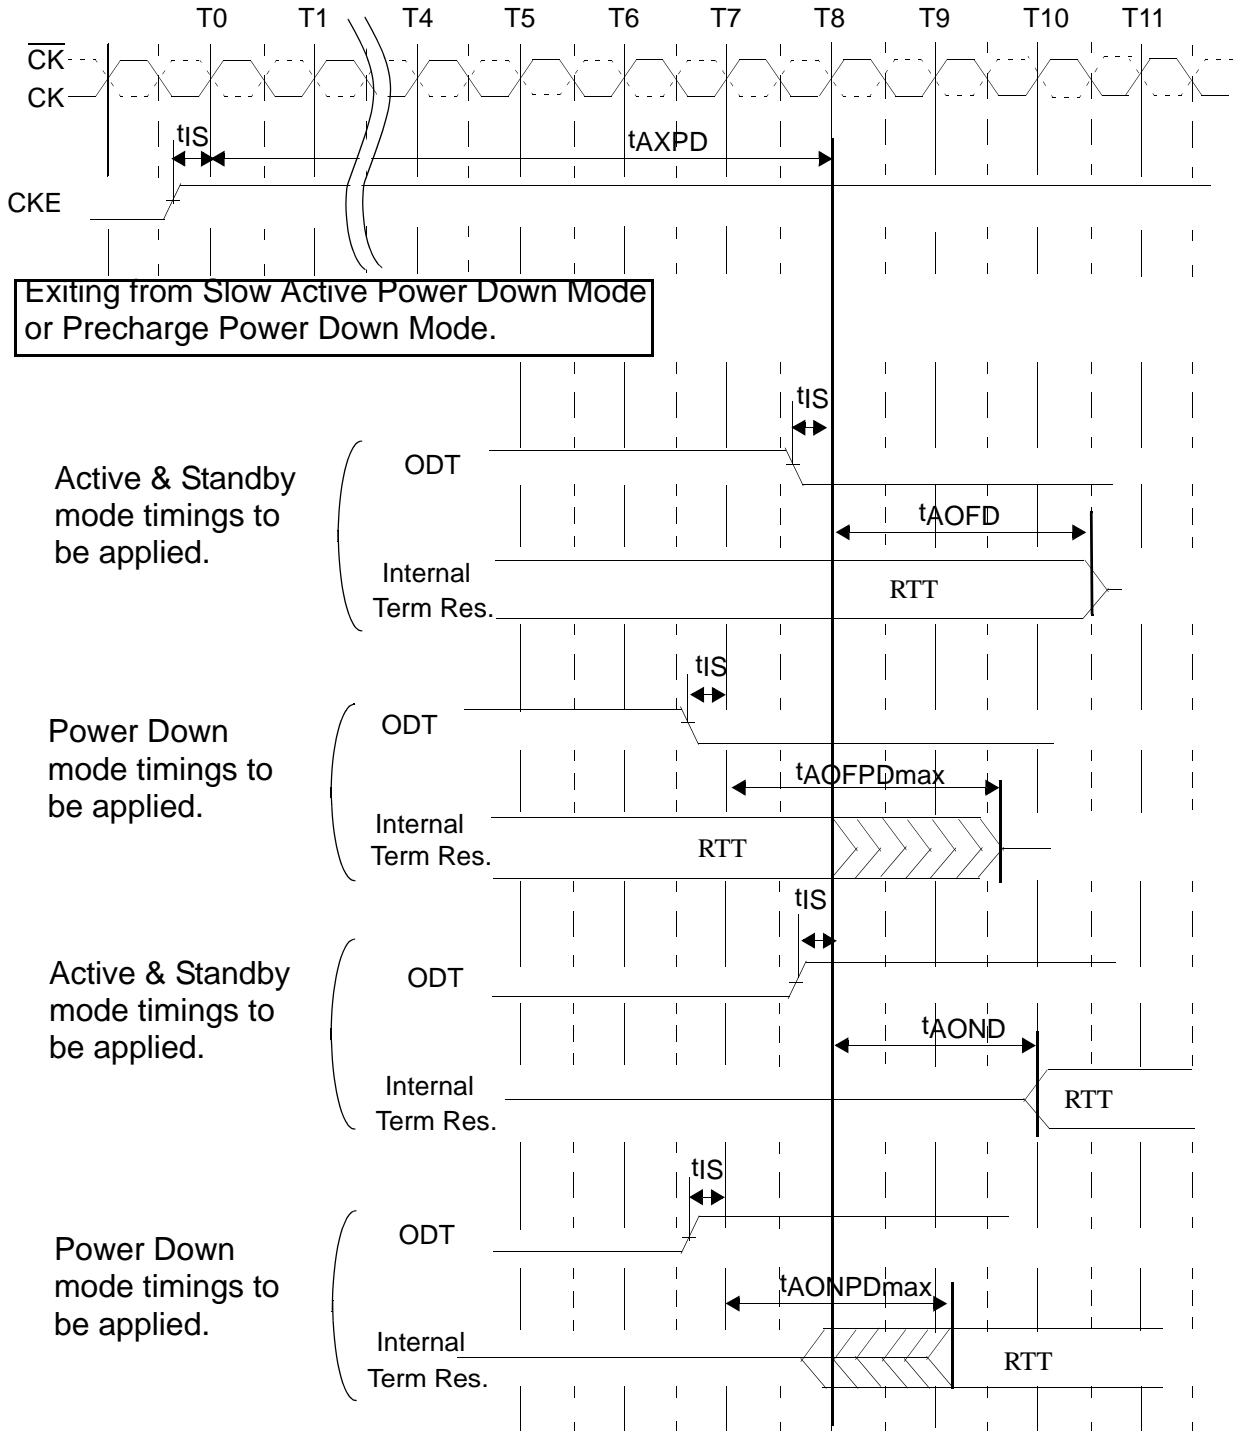 T0 T1 T4 T5 T6 T7 T8 T9 T10 T11
CK
CK
tIS
tAXPD
CKE
Exiting from Slow Active Power Down Mode
or Precharge Power Down Mode.
tIS
ODT
Active & Standby
mode timings to
be applied.
tAOFD
Internal
Term Res.
RTT
tIS
ODT
Power Down
mode timings to
be applied.
tAOFPDmax
Internal
Term Res.
RTT
tIS
ODT
Active & Standby
mode timings to
be applied.
tAOND
Internal
Term Res.
RTT
tIS
ODT
Power Down
mode timings to
be applied.
tAONPDmax
Internal
Term Res.
RTT